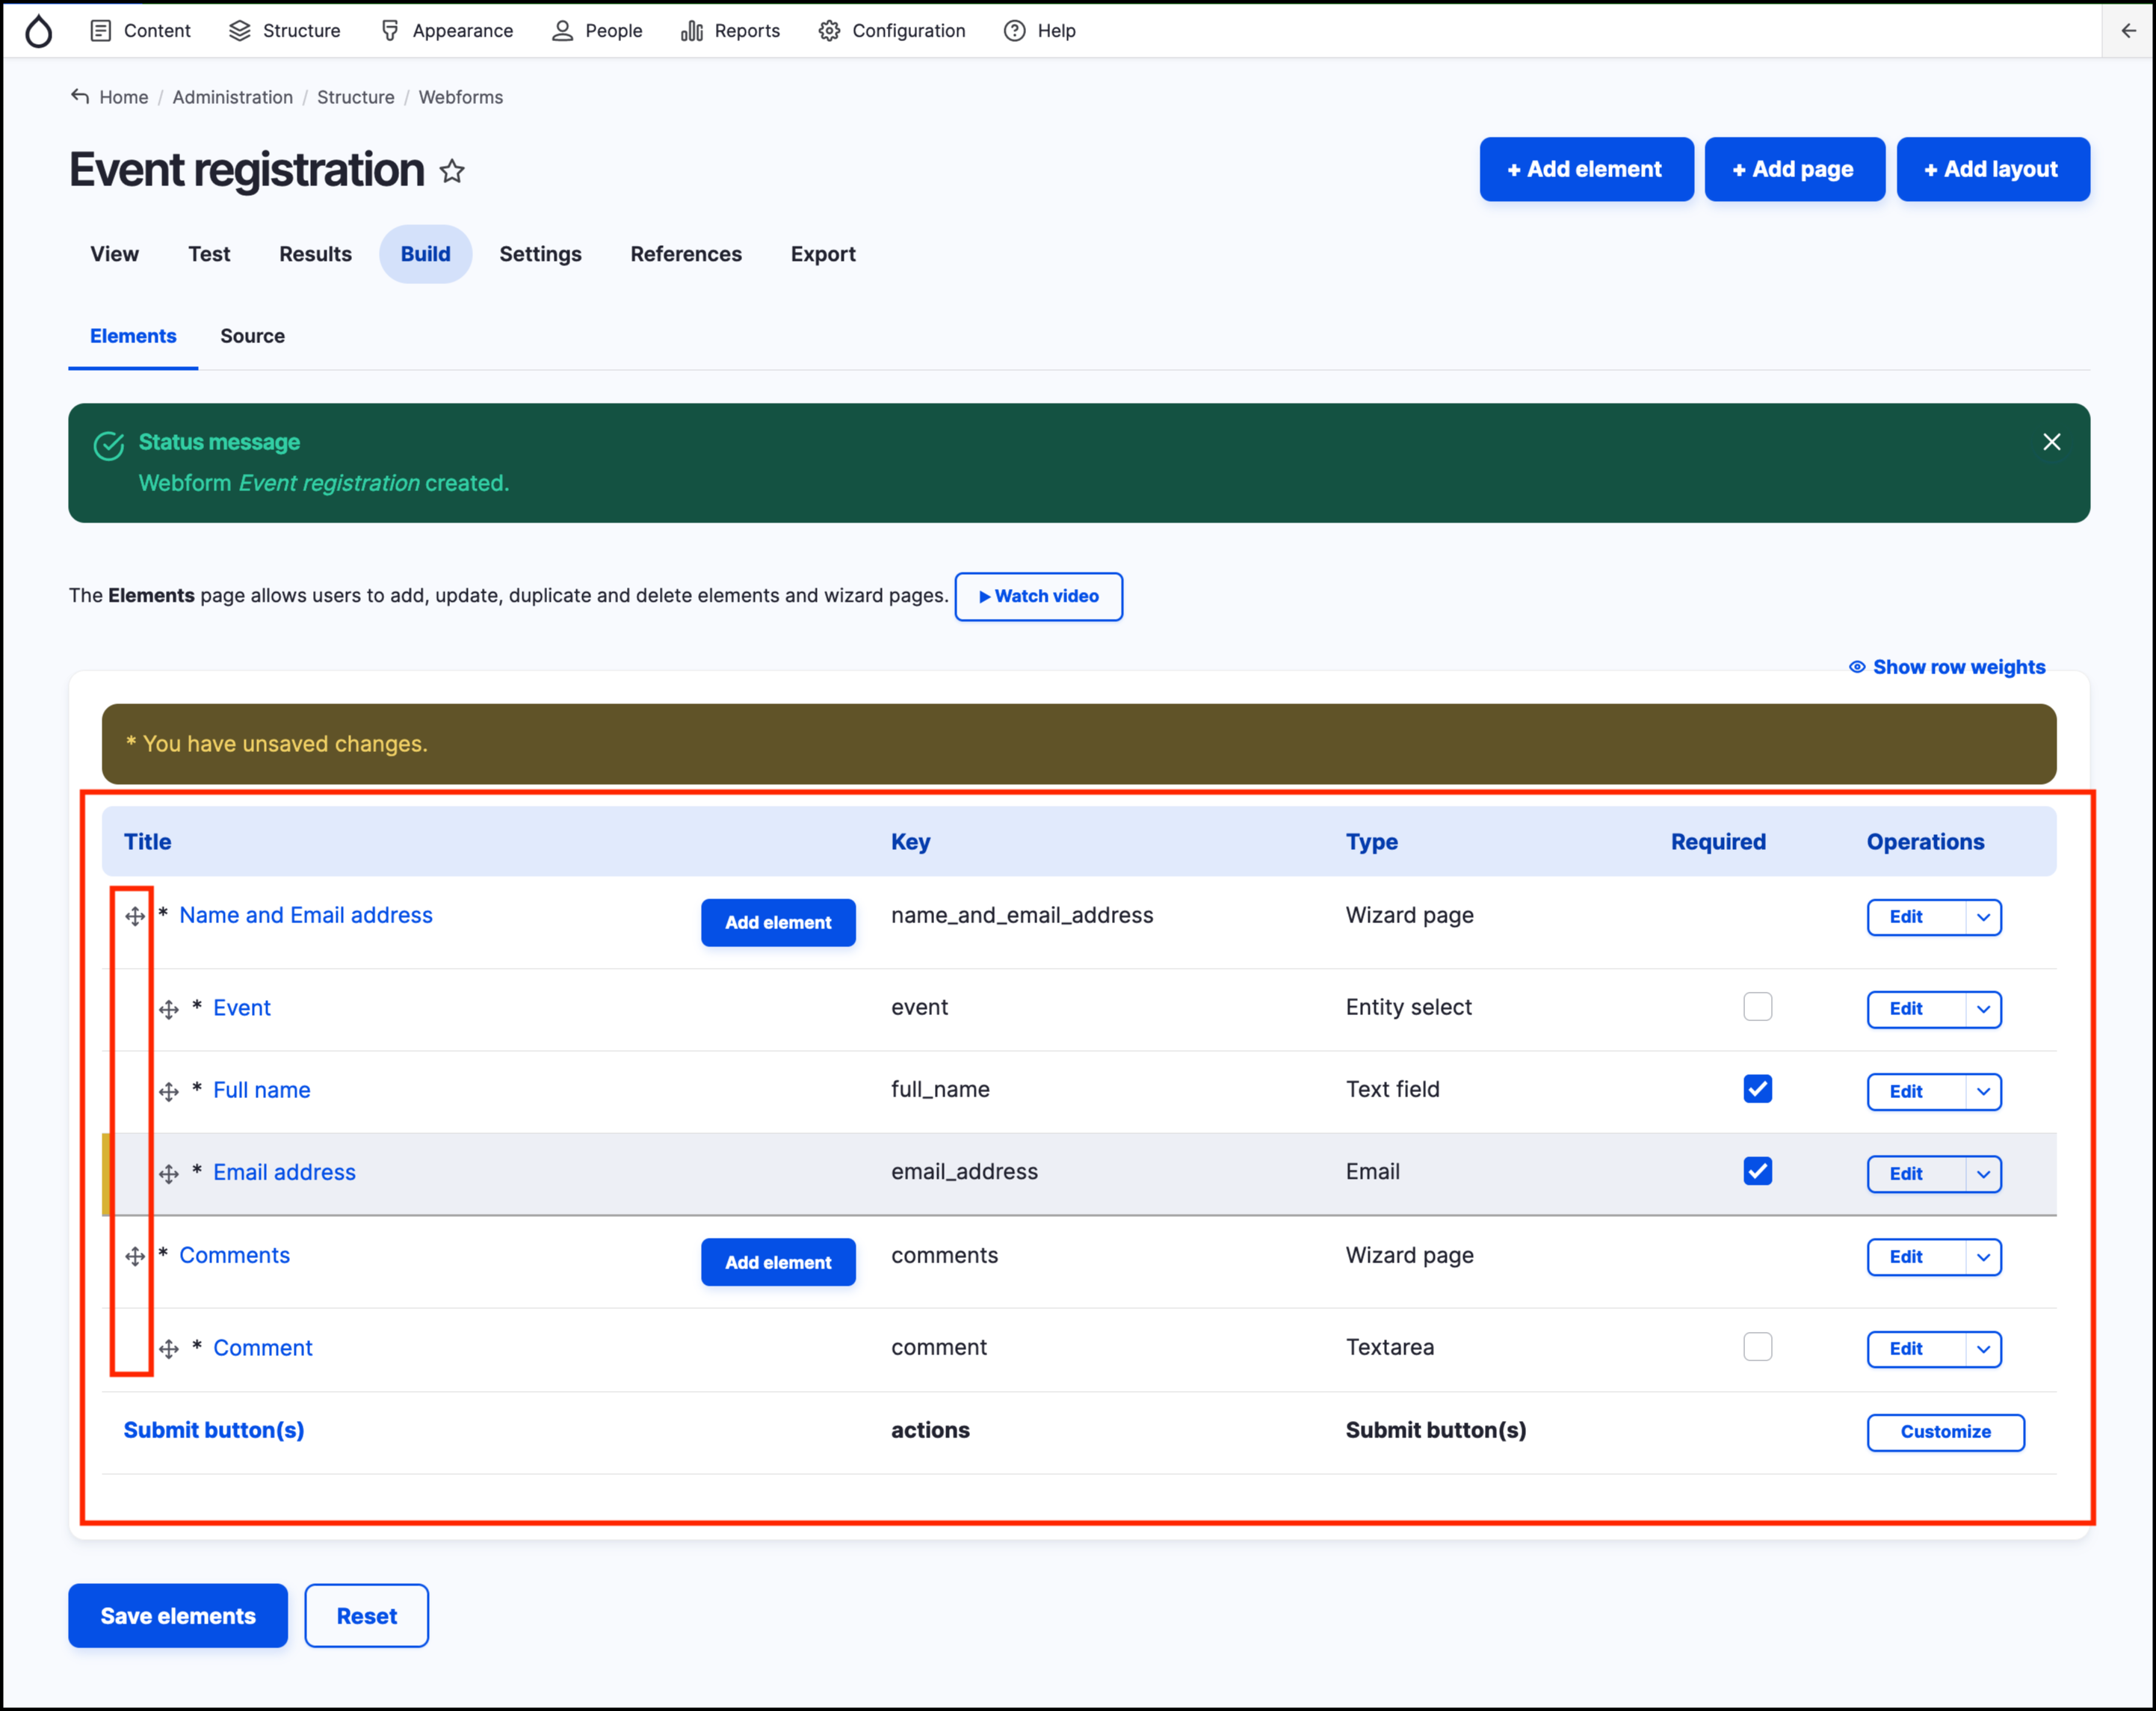 Content Structure Appearance People Reports Configuration Help
Home / Administration / Structure / Webforms
Event registration
+ Add element + Add page + Add layout
View Test Results Build Settings References Export
Elements Source
Status message
Webform Event registration created.
The Elements page allows users to add, update, duplicate and delete elements and wizard pages. Watch video
Show row weights
* You have unsaved changes.
Title Key Type Required Operations
* Name and Email address Add element name_and_email_address Wizard page Edit
* Event event Entity select Edit
* Full name full_name Text field Edit
* Email address email_address Email Edit
* Comments Add element comments Wizard page Edit
* Comment comment Textarea Edit
Submit button(s) actions Submit button(s) Customize
Save elements Reset